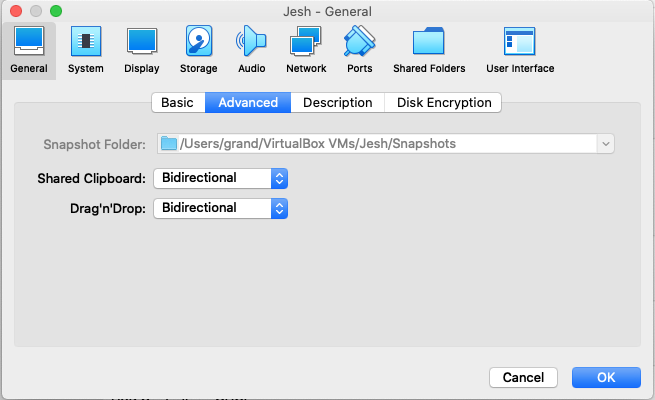 Jesh - General
General System Display Storage Audio Network Ports Shared Folders User Interface
Basic Advanced Description Disk Encryption
Snapshot Folder: /Users/grand/VirtualBox VMs/Jesh/Snapshots
Shared Clipboard: Bidirectional
Drag'n'Drop: Bidirectional
Cancel OK